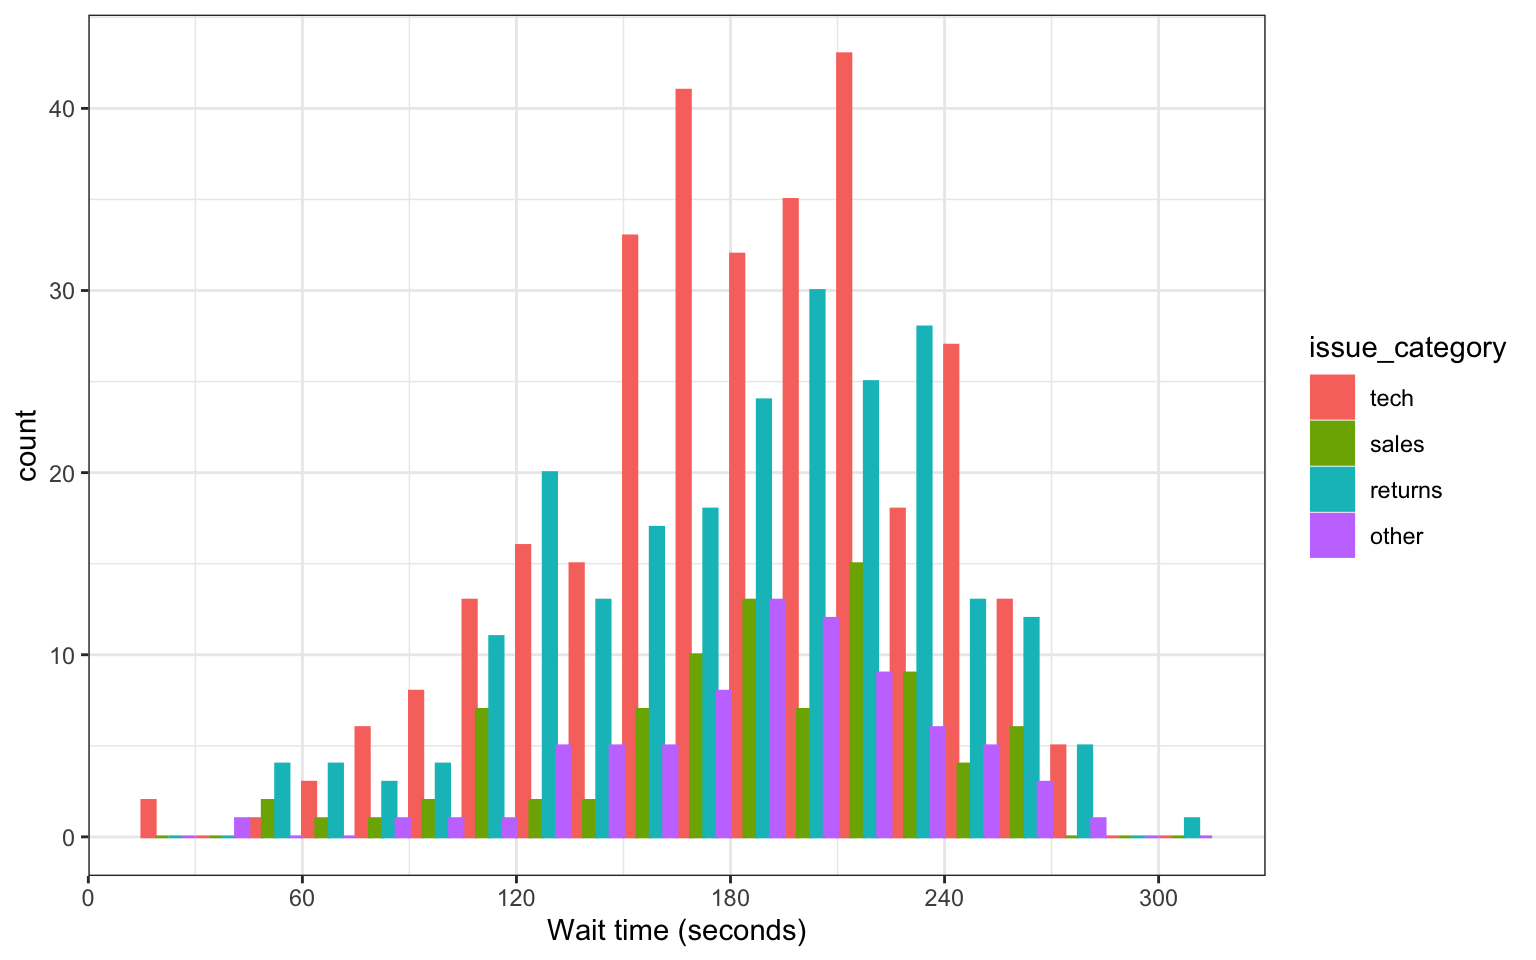 40
30
20
10
0
count
0 60 120 180 240 300
Wait time (seconds)
issue_category
tech
sales
returns
other